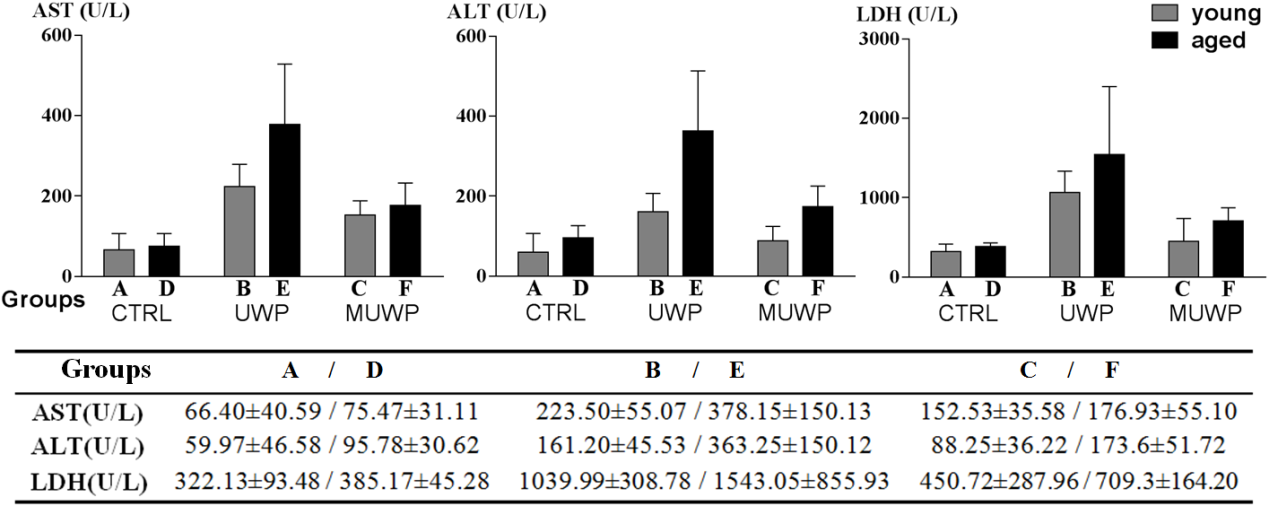 AST (U/L)
600
400
200
0
ALT (U/L)
600
400
200
0
LDH (U/L)
3000
2000
1000
0
young
aged
Groups
A D B E C F
CTRL UWP MUWP
A D B E C F
CTRL UWP MUWP
A D B E C F
CTRL UWP MUWP
Groups A / D B / E C / F
AST(U/L) 66.40±40.59 / 75.47±31.11 223.50±55.07 / 378.15±150.13 152.53±35.58 / 176.93±55.10
ALT(U/L) 59.97±46.58 / 95.78±30.62 161.20±45.53 / 363.25±150.12 88.25±36.22 / 173.6±51.72
LDH(U/L) 322.13±93.48 / 385.17±45.28 1039.99±308.78 / 1543.05±855.93 450.72±287.96 / 709.3±164.20